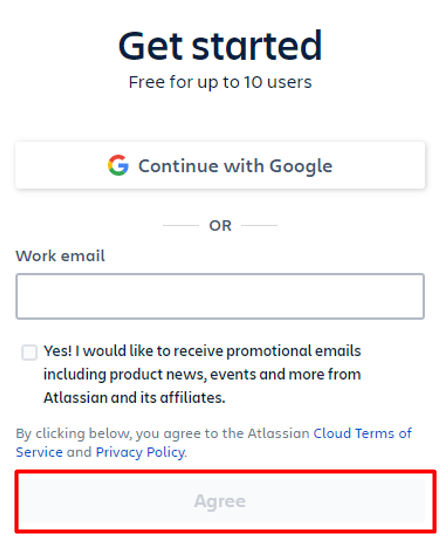 Get started
Free for up to 10 users
Continue with Google
OR
Work email
Yes! I would like to receive promotional emails
including product news, events and more from
Atlassian and its affiliates.
By clicking below, you agree to the Atlassian Cloud Terms of
Service and Privacy Policy.
Agree